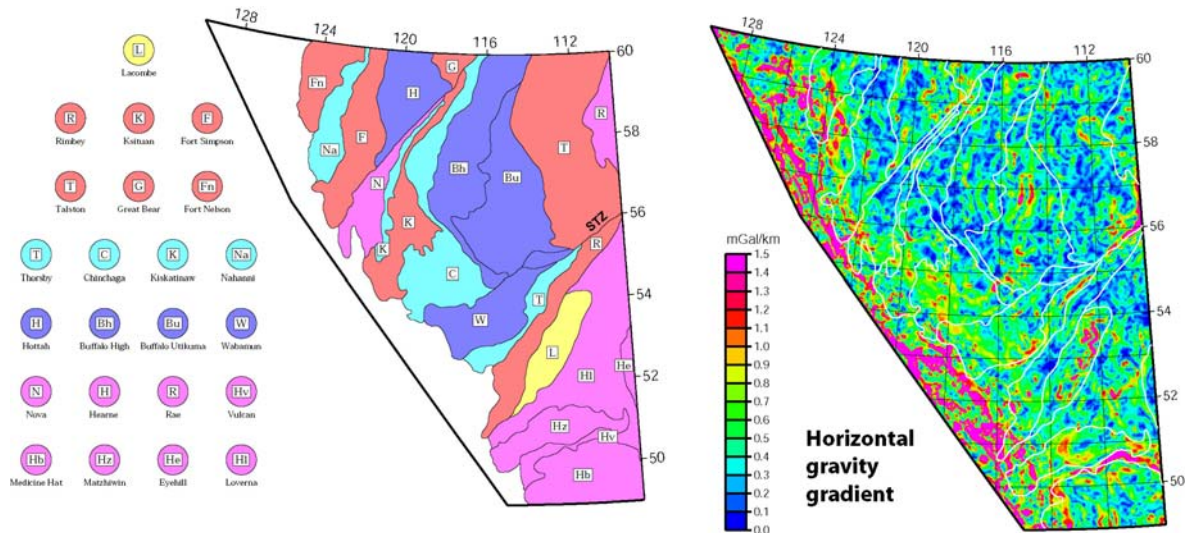 L
Lacombe
R K F
Rimbey Ksituan Fort Simpson
T G Fn
Talston Great Bear Fort Nelson
T C K Na
Thorsby Chinchaga Kiskatinaw Nahanni
H Bh Bu W
Hottah Buffalo High Buffalo Utikuma Wabamun
N H R Hv
Nova Hearne Rae Vulcan
Hb Hz He Hl
Medicine Hat Matzhiwin Eyehill Loverna
128
124
120
116
112
60
58
56
54
52
50
Fn
G
H
R
F
Na
T
Bh
Bu
N
K
STZ
R
K
C
T
W
L
He
Hl
Hz
Hv
Hb
128
124
120
116
112
60
58
56
54
52
50
mGal/km
1.5
1.4
1.3
1.2
1.1
1.0
0.9
0.8
0.7
0.6
0.5
0.4
0.3
0.2
0.1
0.0
Horizontal
gravity
gradient